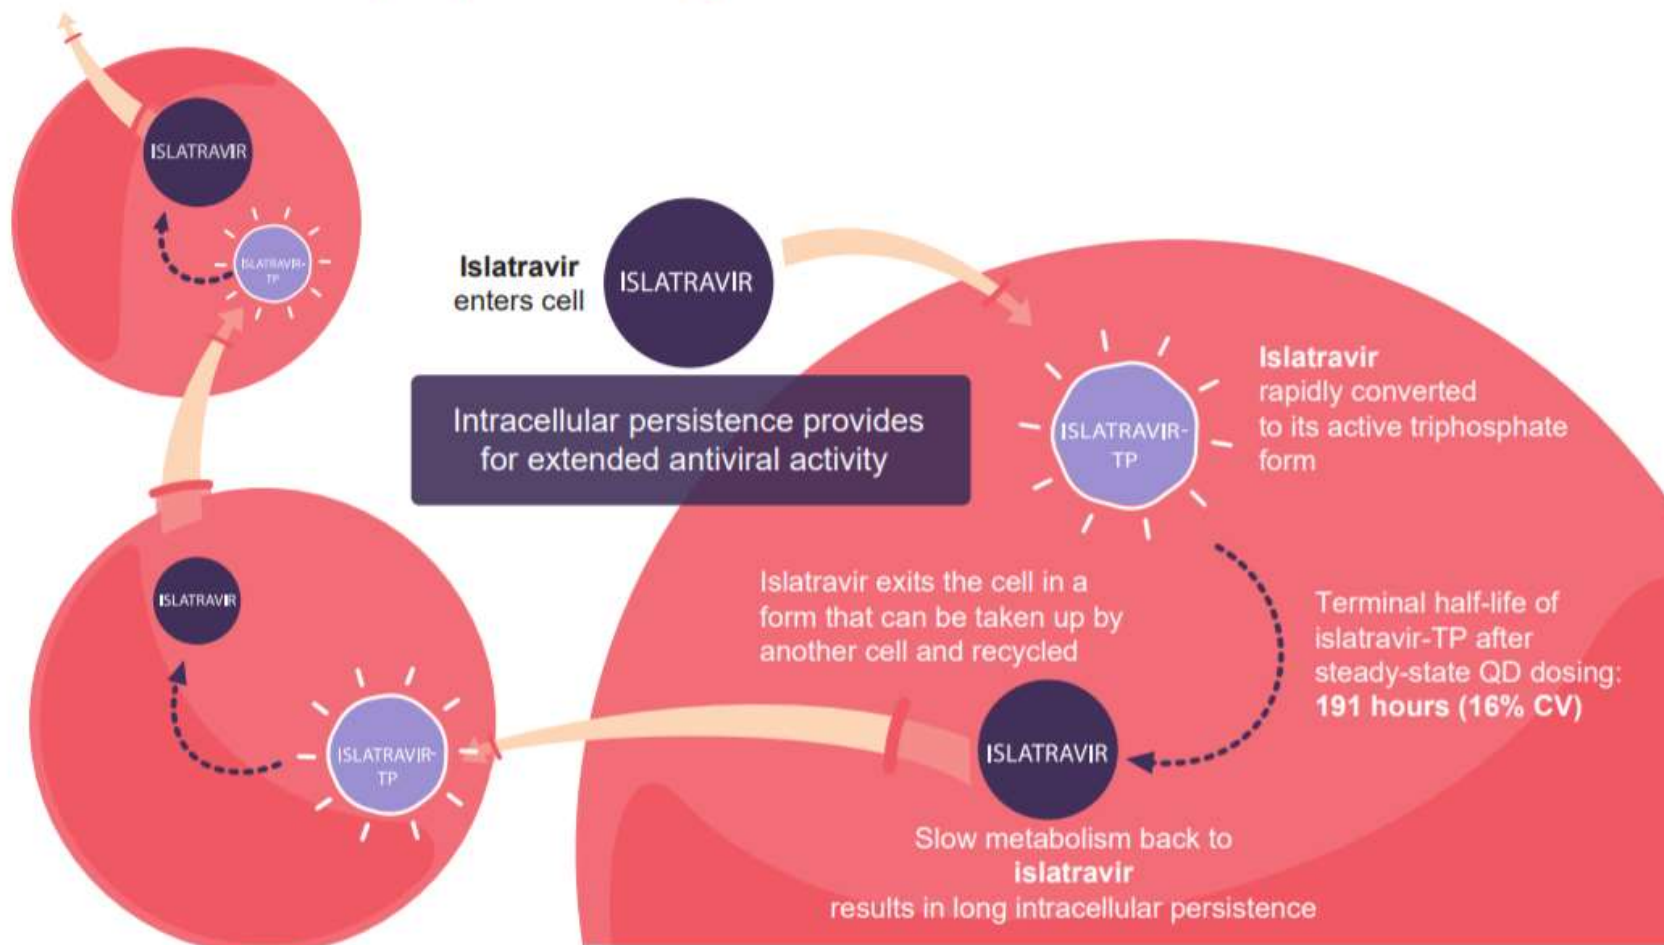 ISLATRAVIR
ISLATRAVIR-
TP
Islatravir
enters cell
ISLATRAVIR
Intracellular persistence provides
for extended antiviral activity
ISLATRAVIR-
TP
Islatravir
rapidly converted
to its active triphosphate
form
Terminal half-life of
islatravir-TP after
steady-state QD dosing:
191 hours (16% CV)
Islatravir exits the cell in a
form that can be taken up by
another cell and recycled
ISLATRAVIR
Slow metabolism back to
islatravir
results in long intracellular persistence
ISLATRAVIR
ISLATRAVIR-
TP